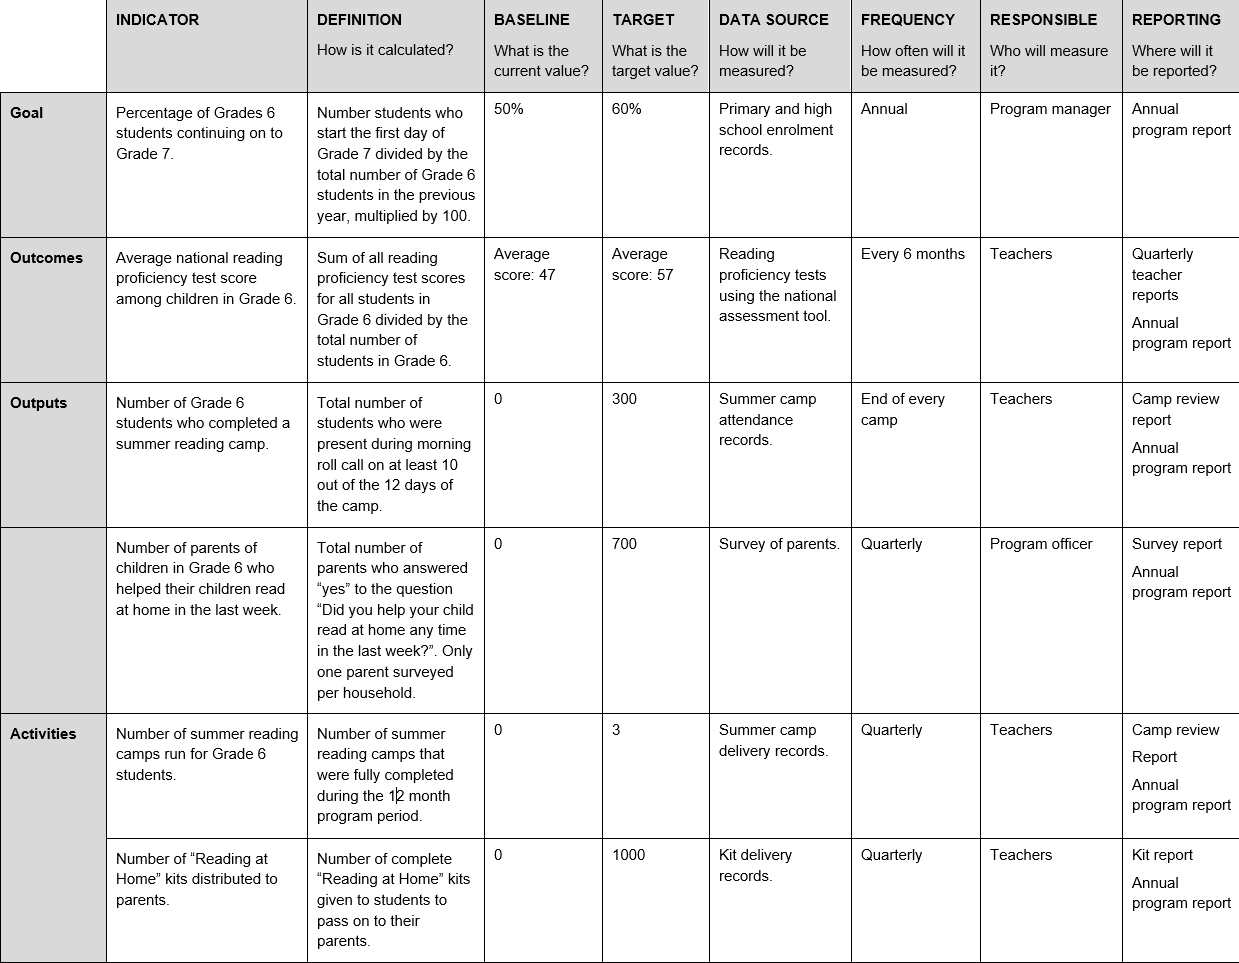 INDICATOR
DEFINITION
How is it calculated?
BASELINE
What is the
current value?
TARGET
What is the
target value?
DATA SOURCE
How will it be
measured?
FREQUENCY
How often will it
be measured?
RESPONSIBLE
Who will measure
it?
REPORTING
Where will it
be reported?
Goal
Percentage of Grades 6
students continuing on to
Grade 7.
Number students who
start the first day of
Grade 7 divided by the
total number of Grade 6
students in the previous
year, multiplied by 100.
50%
60%
Primary and high
school enrolment
records.
Annual
Program manager
Annual
program report
Outcomes
Average national reading
proficiency test score
among children in Grade 6.
Sum of all reading
proficiency test scores
for all students in
Grade 6 divided by the
total number of
students in Grade 6.
Average
score: 47
Average
score: 57
Reading
proficiency tests
using the national
assessment tool.
Every 6 months
Teachers
Quarterly
teacher
reports
Annual
program report
Outputs
Number of Grade 6
students who completed a
summer reading camp.
Total number of
students who were
present during morning
roll call on at least 10
out of the 12 days of
the camp.
0
300
Summer camp
attendance
records.
End of every
camp
Teachers
Camp review
report
Annual
program report
Number of parents of
children in Grade 6 who
helped their children read
at home in the last week.
Total number of
parents who answered
“yes” to the question
“Did you help your child
read at home any time
in the last week?”. Only
one parent surveyed
per household.
0
700
Survey of parents.
Quarterly
Program officer
Survey report
Annual
program report
Activities
Number of summer reading
camps run for Grade 6
students.
Number of summer
reading camps that
were fully completed
during the 12 month
program period.
0
3
Summer camp
delivery records.
Quarterly
Teachers
Camp review
Report
Annual
program report
Number of “Reading at
Home” kits distributed to
parents.
Number of complete
“Reading at Home” kits
given to students to
pass on to their
parents.
0
1000
Kit delivery
records.
Quarterly
Teachers
Kit report
Annual
program report